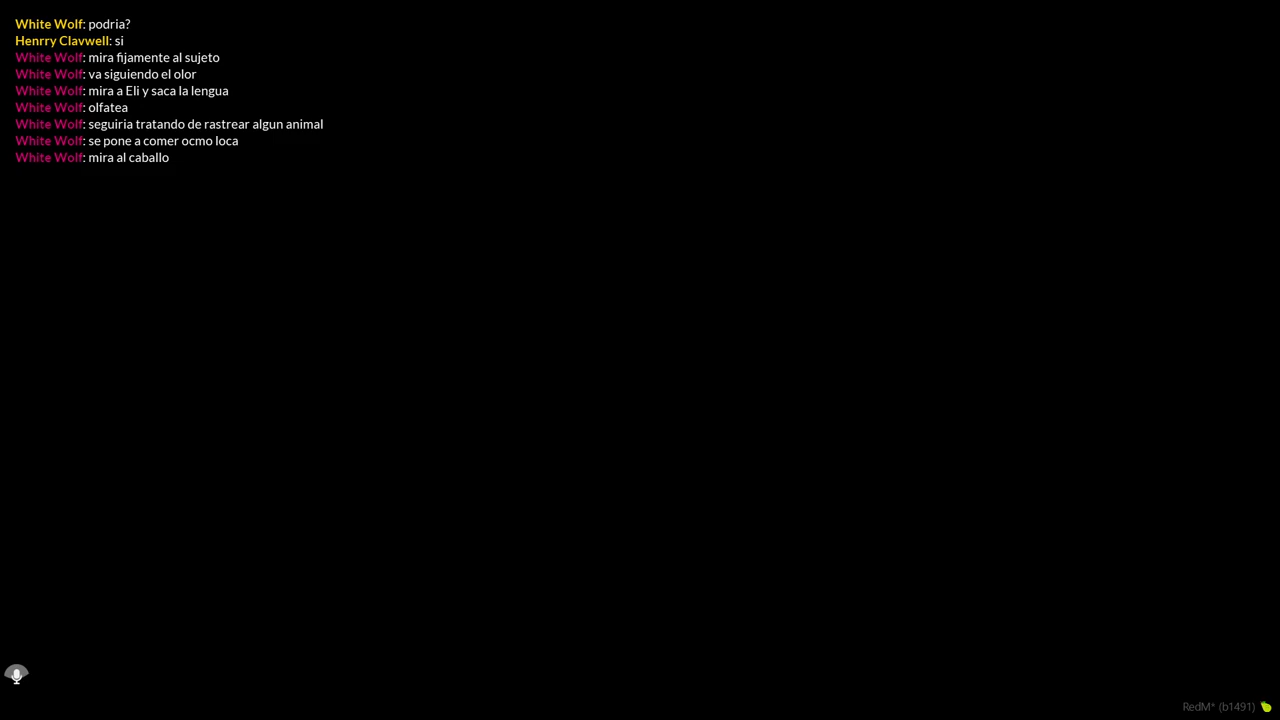 White Wolf: podria?
Henrry Clavwell: si
White Wolf: mira fijamente al sujeto
White Wolf: va siguiendo el olor
White Wolf: mira a Eli y saca la lengua
White Wolf: olfatea
White Wolf: seguiria tratando de rastrear algun animal
White Wolf: se pone a comer ocmo loca
White Wolf: mira al caballo
RedM* (b1491)